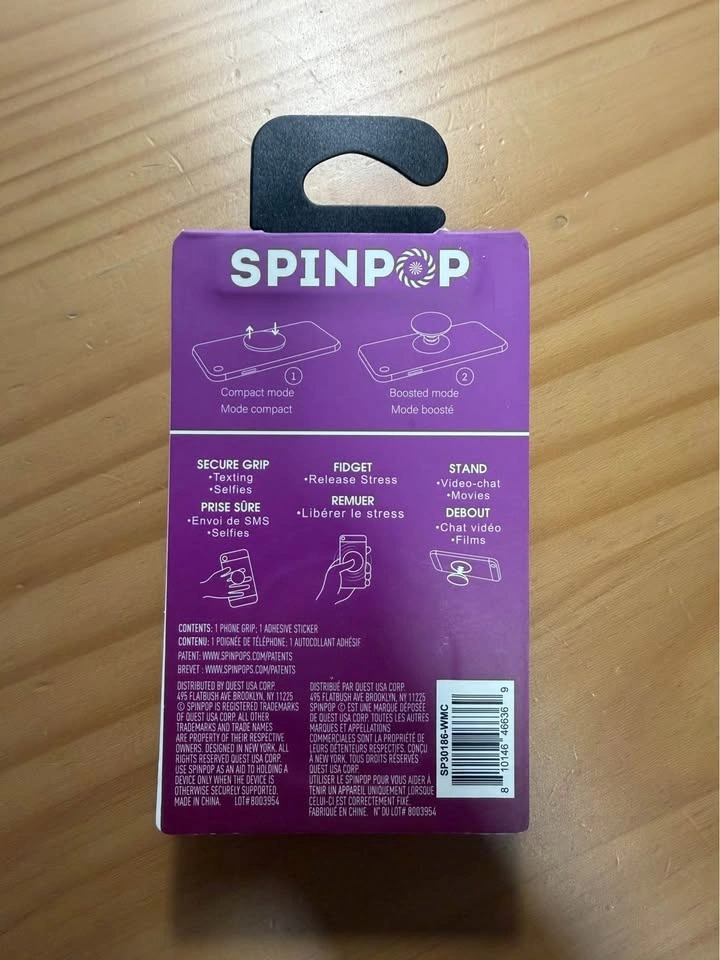 SPINPOP
1
Compact mode
Mode compact
2
Boosted mode
Mode boosté
SECURE GRIP
•Texting
•Selfies
PRISE SÛRE
•Envoi de SMS
•Selfies
FIDGET
•Release Stress
REMUER
•Libérer le stress
STAND
•Video-chat
•Movies
DEBOUT
•Chat vidéo
•Films
CONTENTS: 1 PHONE GRIP; 1 ADHESIVE STICKER
CONTENU: 1 POIGNÉE DE TÉLÉPHONE; 1 AUTOCOLLANT ADHÉSIF
PATENT: WWW.SPINPOPS.COM/PATENTS
BREVET : WWW.SPINPOPS.COM/PATENTS
DISTRIBUTED BY QUEST USA CORP.
495 FLATBUSH AVE BROOKLYN, NY 11225
© SPINPOP IS REGISTERED TRADEMARKS
OF QUEST USA CORP. ALL OTHER
TRADEMARKS AND TRADE NAMES
ARE PROPERTY OF THEIR RESPECTIVE
OWNERS. DESIGNED IN NEW YORK. ALL
RIGHTS RESERVED QUEST USA CORP.
USE SPINPOP AS AN AID TO HOLDING A
DEVICE ONLY WHEN THE DEVICE IS
OTHERWISE SECURELY SUPPORTED.
MADE IN CHINA. LOT# 8003954
DISTRIBUÉ PAR QUEST USA CORP.
495 FLATBUSH AVE BROOKLYN, NY 11225
SPINPOP © EST UNE MARQUE DÉPOSÉE
DE QUEST USA CORP. TOUTES LES AUTRES
MARQUES ET APPELLATIONS
COMMERCIALES SONT LA PROPRIÉTÉ DE
LEURS DÉTENTEURS RESPECTIFS. CONÇU
À NEW YORK. TOUS DROITS RÉSERVÉS
QUEST USA CORP.
UTILISER LE SPINPOP POUR VOUS AIDER À
TENIR UN APPAREIL UNIQUEMENT LORSQUE
CELUI-CI EST CORRECTEMENT FIXÉ.
FABRIQUÉ EN CHINE. N° DU LOT# 8003954
SP30186-WMC
8 10146 46636 9